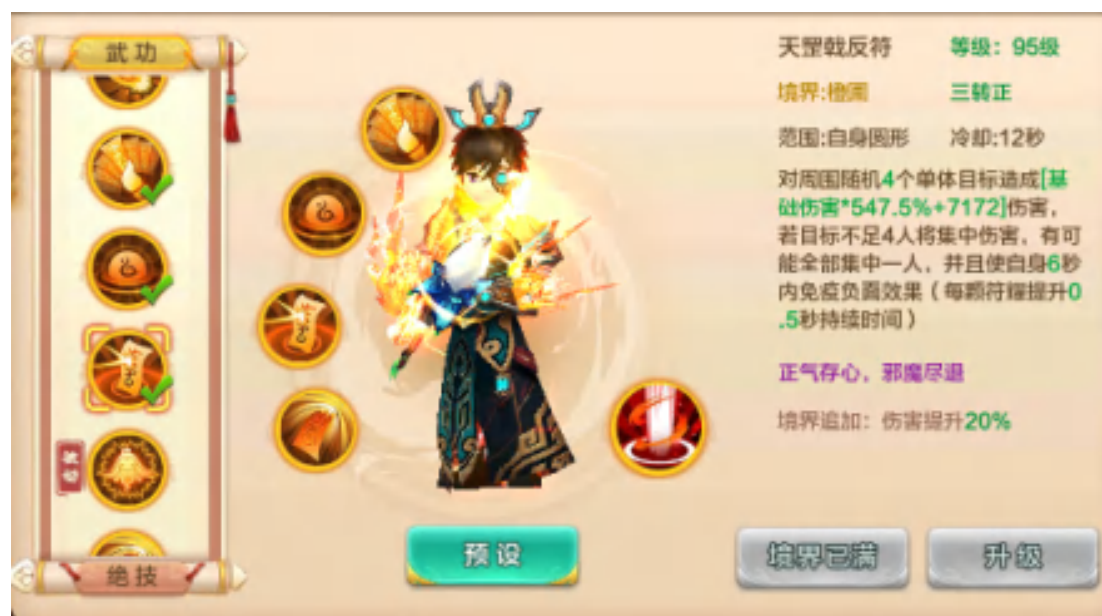 武功
天罡戟反符
等级：95级
境界:橙圆
三转正
范围:自身圆形
冷却:12秒
对周围随机4个单体目标造成[基
础伤害*547.5%+7172]伤害，
若目标不足4人将集中伤害，有可
能全部集中一人，并且使自身6秒
内免疫负面效果（每颗符耀提升0
.5秒持续时间）
正气存心，邪魔尽退
境界追加：伤害提升20%
绝技
预设
境界已满
升级